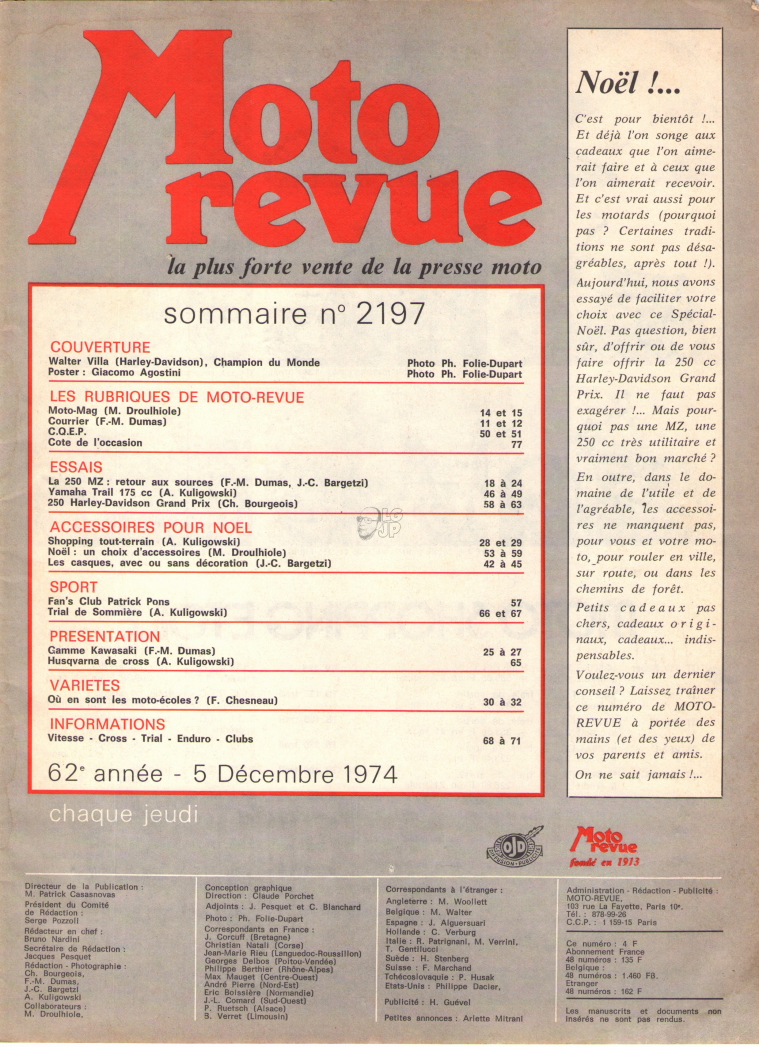 Moto
revue
la plus forte vente de la presse moto
sommaire n° 2197
COUVERTURE
Walter Villa (Harley-Davidson), Champion du Monde Photo Ph. Folie-Dupart
Poster : Giacomo Agostini Photo Ph. Folie-Dupart
LES RUBRIQUES DE MOTO-REVUE
Moto-Mag (M. Droulhiole) 14 et 15
Courrier (F.-M. Dumas) 11 et 12
C.Q.E.P. 50 et 51
Cote de l'occasion 77
ESSAIS
La 250 MZ : retour aux sources (F.-M. Dumas, J.-C. Bargetzi) 18 à 24
Yamaha Trail 175 cc (A. Kuligowski) 46 à 49
250 Harley-Davidson Grand Prix (Ch. Bourgeois) 58 à 63
ACCESSOIRES POUR NOEL
Shopping tout-terrain (A. Kuligowski) 28 et 29
Noël : un choix d'accessoires (M. Droulhiole) 53 à 59
Les casques, avec ou sans décoration (J.-C. Bargetzi) 42 à 45
LG
JP
SPORT
Fan's Club Patrick Pons 57
Trial de Sommière (A. Kuligowski) 66 et 67
PRESENTATION
Gamme Kawasaki (F.-M. Dumas) 25 à 27
Husqvarna de cross (A. Kuligowski) 65
VARIETES
Où en sont les moto-écoles ? (F. Chesneau) 30 à 32
INFORMATIONS
Vitesse - Cross - Trial - Enduro - Clubs 68 à 71
62e année - 5 Décembre 1974
chaque jeudi
Noël !...
C'est pour bientôt !...
Et déjà l'on songe aux
cadeaux que l'on aime-
rait faire et à ceux que
l'on aimerait recevoir.
Et c'est vrai aussi pour
les motards (pourquoi
pas ? Certaines tradi-
tions ne sont pas désa-
gréables, après tout !).
Aujourd'hui, nous avons
essayé de faciliter votre
choix avec ce Spécial-
Noël. Pas question, bien
sûr, d'offrir ou de vous
faire offrir la 250 cc
Harley-Davidson Grand
Prix. Il ne faut pas
exagérer !... Mais pour-
quoi pas une MZ, une
250 cc très utilitaire et
vraiment bon marché ?
En outre, dans le do-
maine de l'utile et de
l'agréable, les accessoi-
res ne manquent pas,
pour vous et votre mo-
to, pour rouler en ville,
sur route, ou dans les
chemins de forêt.
Petits cadeaux pas
chers, cadeaux origi-
naux, cadeaux... indis-
pensables.
Voulez-vous un dernier
conseil ? Laissez traîner
ce numéro de MOTO-
REVUE à portée des
mains (et des yeux) de
vos parents et amis.
On ne sait jamais !...
OJD
DIFFUSION
Moto
revue
fondé en 1913
Directeur de la Publication :
M. Patrick Casasnovas
Président du Comité
de Rédaction :
Serge Pozzoli
Rédacteur en chef :
Bruno Nardini
Secrétaire de Rédaction :
Jacques Pesquet
Rédaction - Photographie :
Ch. Bourgeois,
F.-M. Dumas,
J.-C. Bargetzi
A. Kuligowski
Collaborateurs :
M. Droulhiole,
Conception graphique
Direction : Claude Porchet
Adjoints : J. Pesquet et C. Blanchard
Photo : Ph. Folie-Dupart
Correspondants en France :
J. Corcuff (Bretagne)
Christian Natali (Corse)
Jean-Marie Rieu (Languedoc-Roussillon)
Georges Delbos (Poitou-Vendée)
Philippe Berthier (Rhône-Alpes)
Max Mauget (Centre-Ouest)
André Pierre (Nord-Est)
Eric Boissière (Normandie)
J.-L. Comard (Sud-Ouest)
P. Ruetsch (Alsace)
B. Verret (Limousin)
Correspondants à l'étranger :
Angleterre : M. Woollett
Belgique : M. Walter
Espagne : J. Alguersuari
Hollande : C. Verburg
Italie : R. Patrignani, M. Verrini,
T. Gentilucci
Suède : H. Stenberg
Suisse : F. Marchand
Tchécoslovaquie : P. Husak
Etats-Unis : Philippe Dacier,
Publicité : H. Guével
Petites annonces : Arlette Mitrani
Administration - Rédaction - Publicité :
MOTO-REVUE,
103 rue La Fayette, Paris 10e.
Tél. : 878-99-26
C.C.P. : 1 159-15 Paris
Ce numéro : 4 F
Abonnement France
48 numéros : 135 F
Belgique :
48 numéros : 1.460 FB.
Etranger
48 numéros : 162 F
Les manuscrits et documents non
insérés ne sont pas rendus.